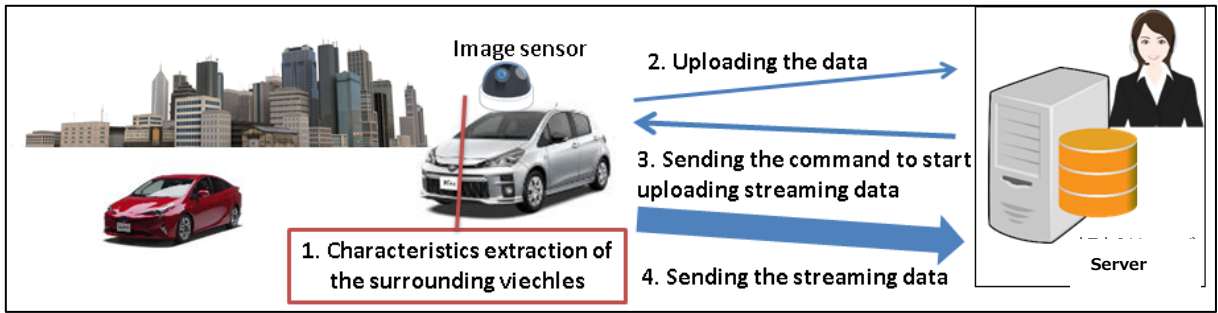 Image sensor
2. Uploading the data
3. Sending the command to start
uploading streaming data
1. Characteristics extraction of
the surrounding viechles
4. Sending the streaming data
Server